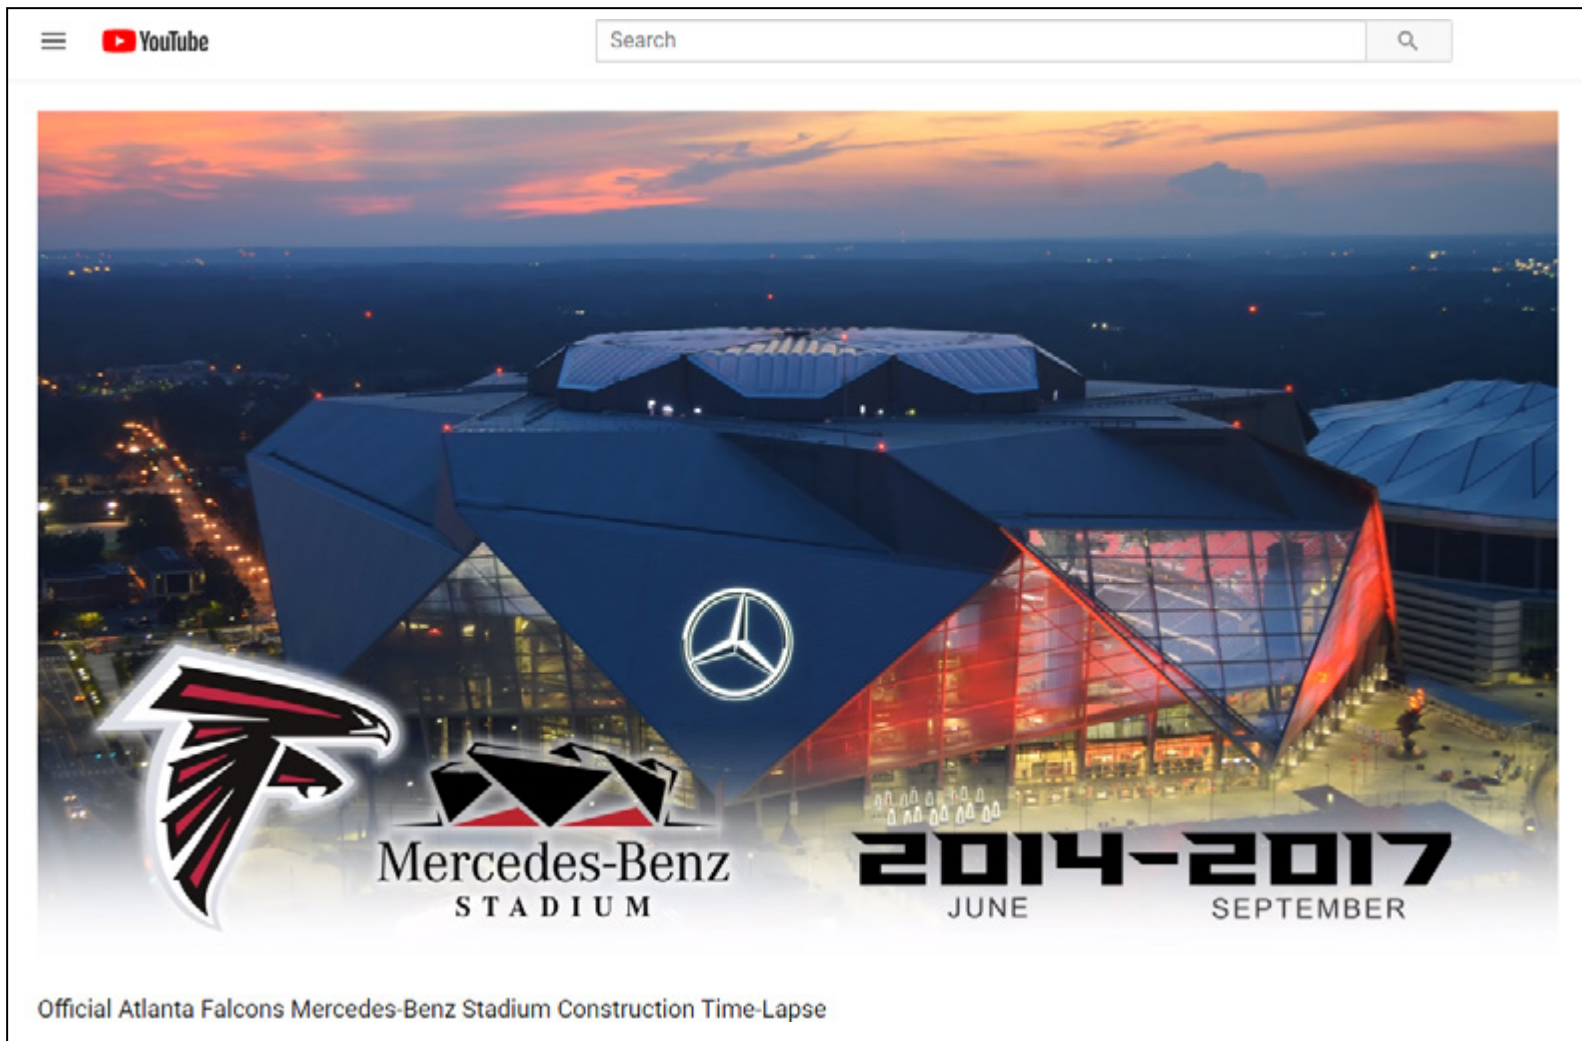 YouTube
Search
Mercedes-Benz
STADIUM
2014-2017
JUNE SEPTEMBER
Official Atlanta Falcons Mercedes-Benz Stadium Construction Time-Lapse